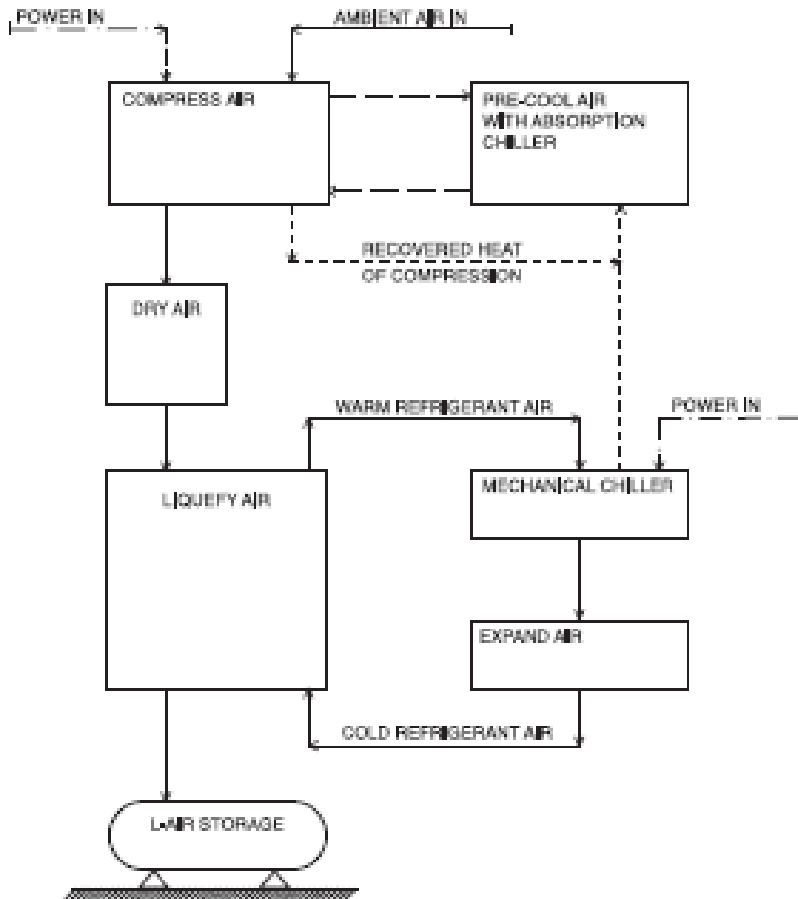 POWER IN
AMBIENT AIR IN
COMPRESS AIR
PRE-COOL AIR
WITH ABSORPTION
CHILLER
RECOVERED HEAT
OF COMPRESSION
DRY AIR
WARM REFRIGERANT AIR
POWER IN
LIQUEFY AIR
MECHANICAL CHILLER
EXPAND AIR
COLD REFRIGERANT AIR
L-AIR STORAGE